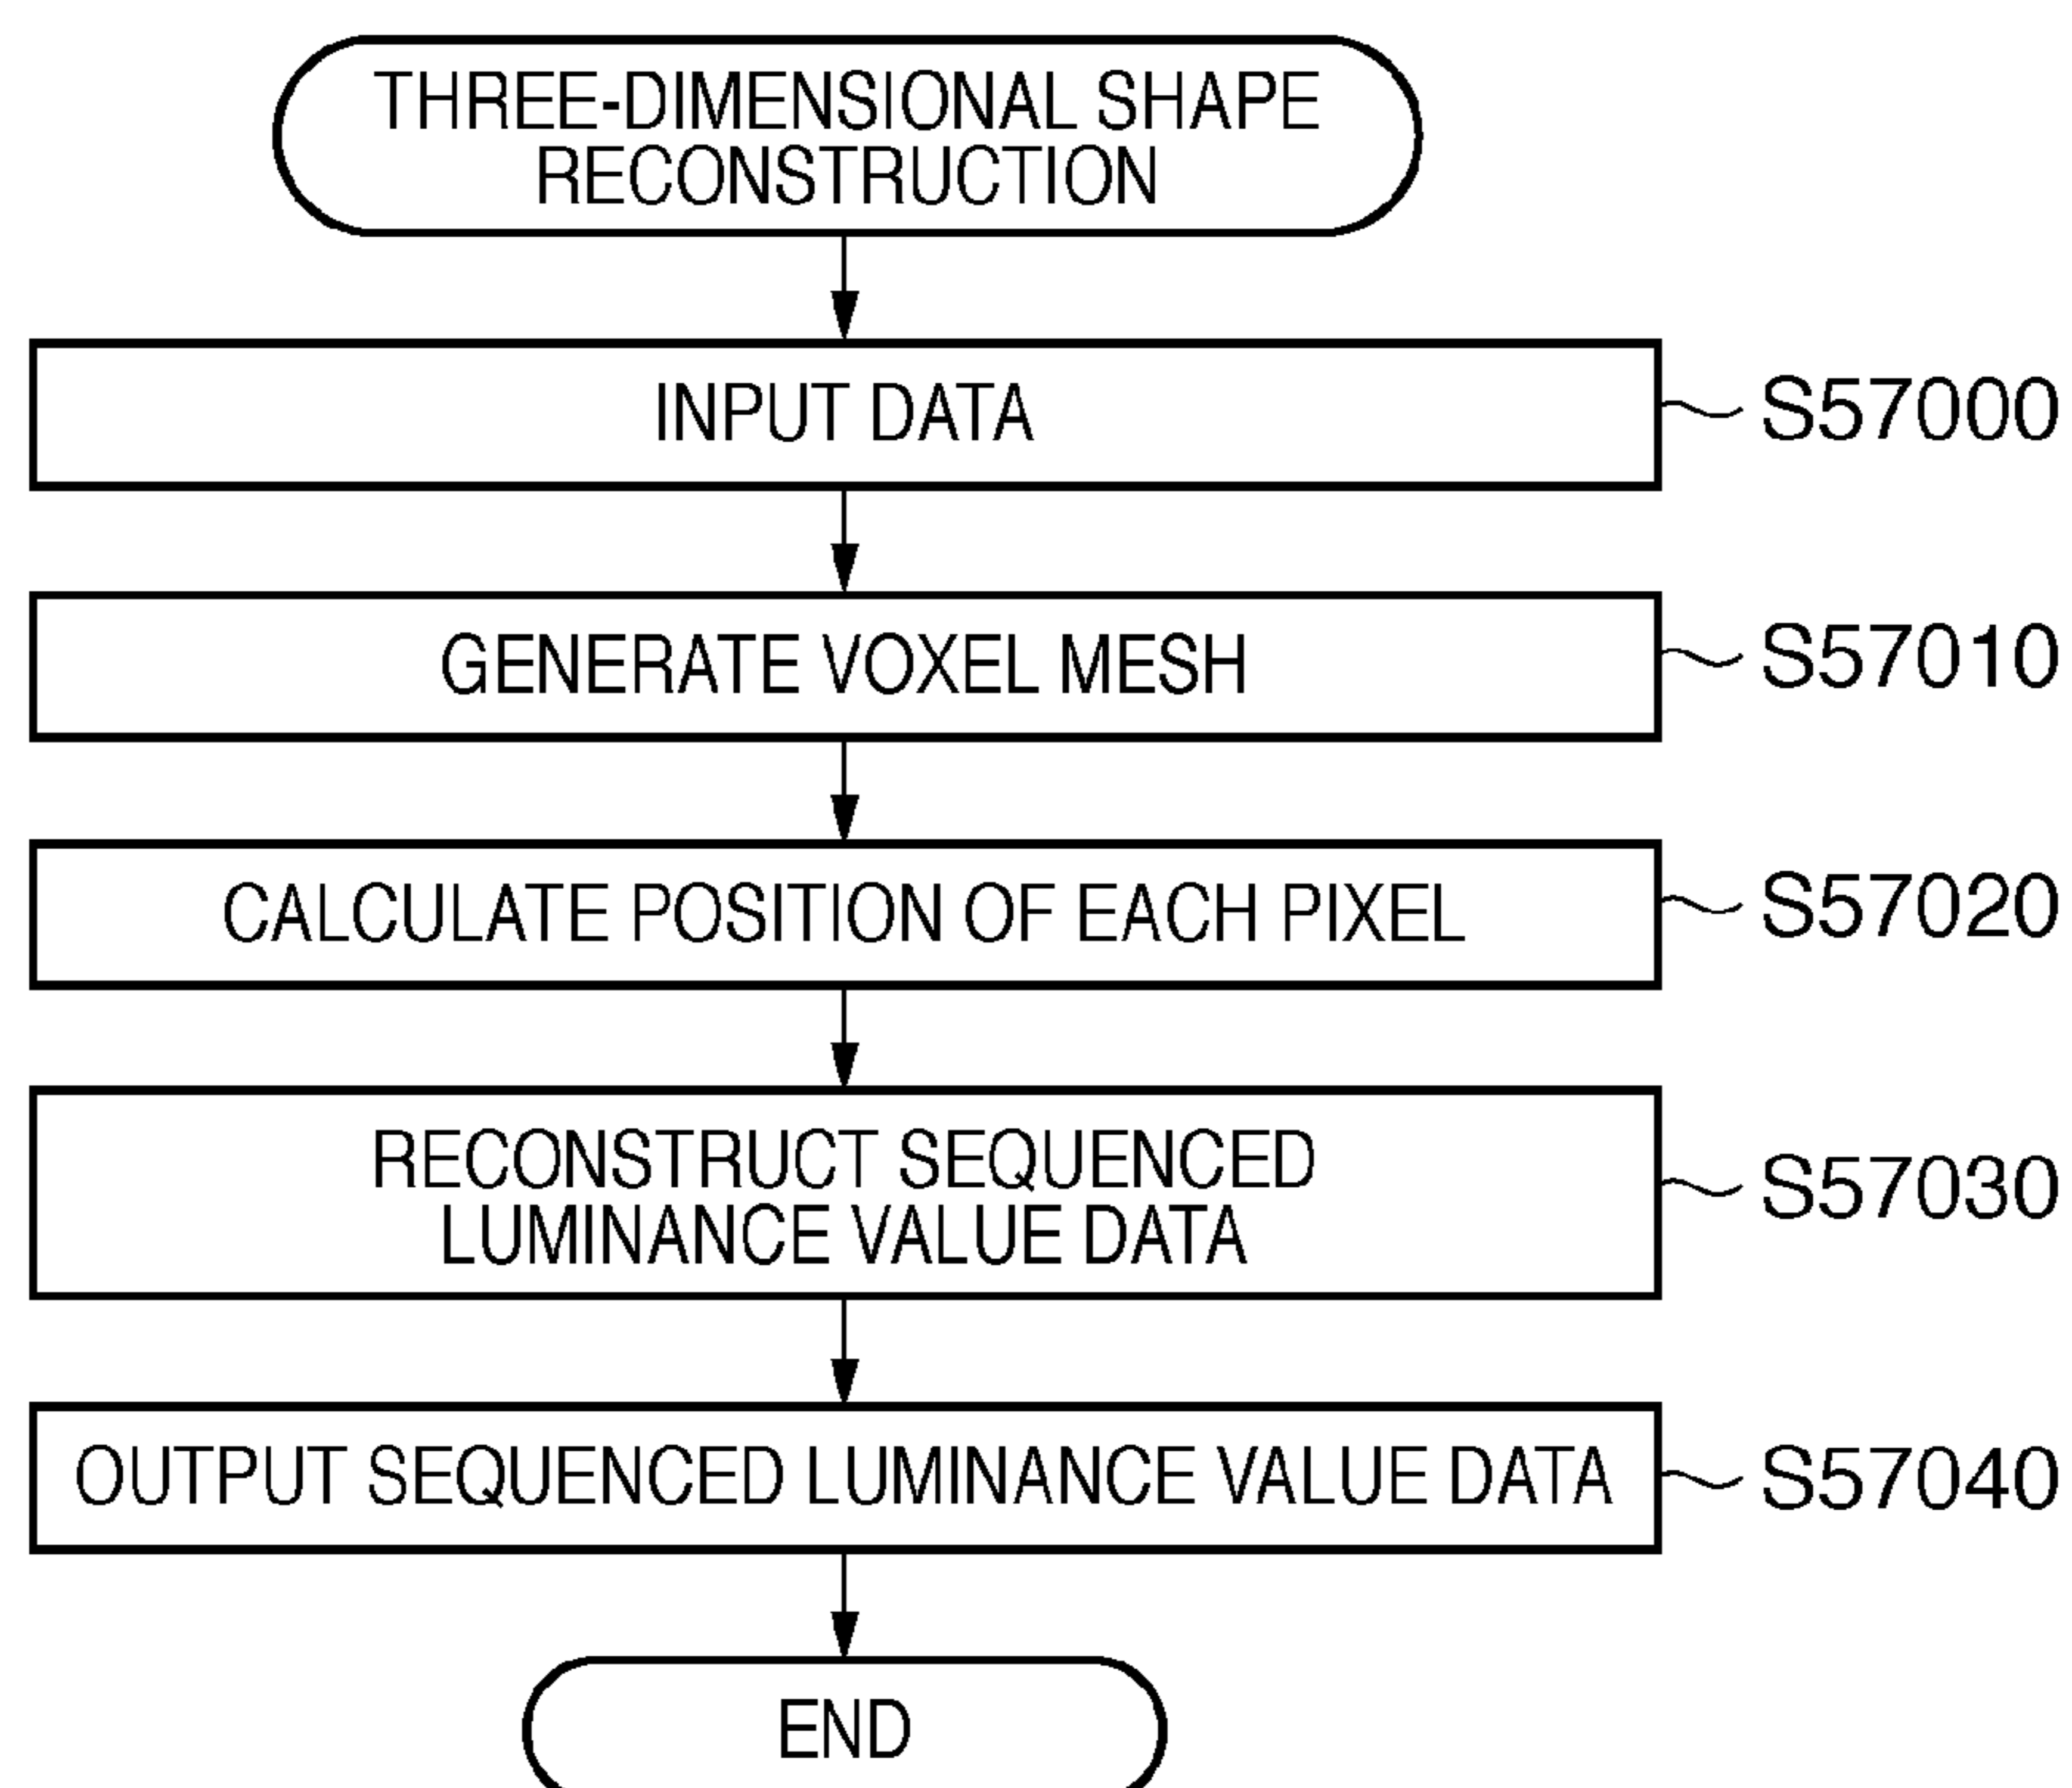 THREE-DIMENSIONAL SHAPE
RECONSTRUCTION
INPUT DATA
S57000
GENERATE VOXEL MESH
S57010
CALCULATE POSITION OF EACH PIXEL
S57020
RECONSTRUCT SEQUENCED
LUMINANCE VALUE DATA
S57030
OUTPUT SEQUENCED LUMINANCE VALUE DATA
S57040
END